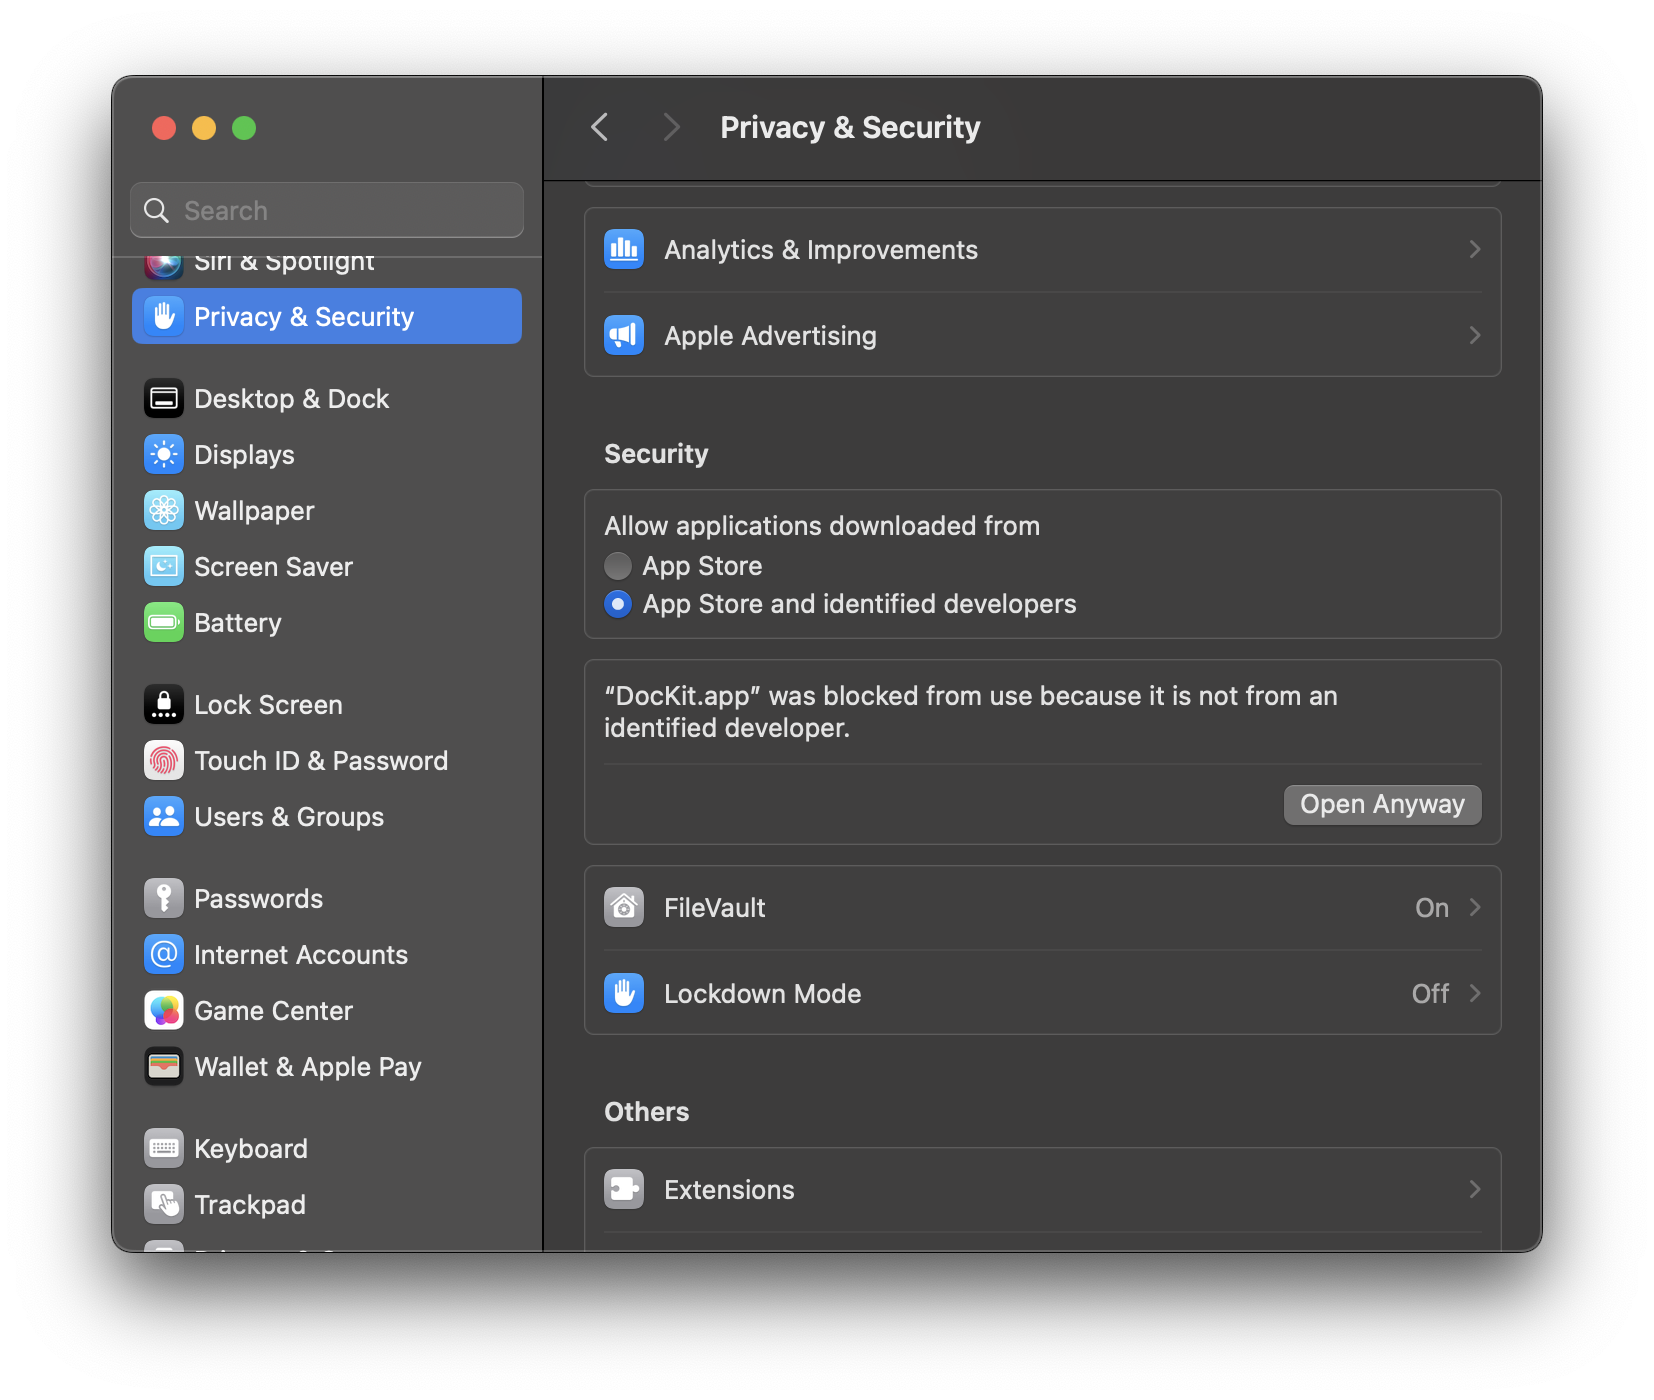 Search
Siri & Spotlight
Privacy & Security
Desktop & Dock
Displays
Wallpaper
Screen Saver
Battery
Lock Screen
Touch ID & Password
Users & Groups
Passwords
Internet Accounts
Game Center
Wallet & Apple Pay
Keyboard
Trackpad
Privacy & Security
Analytics & Improvements
Apple Advertising
Security
Allow applications downloaded from
App Store
App Store and identified developers
“DocKit.app” was blocked from use because it is not from an
identified developer.
Open Anyway
FileVault On
Lockdown Mode Off
Others
Extensions